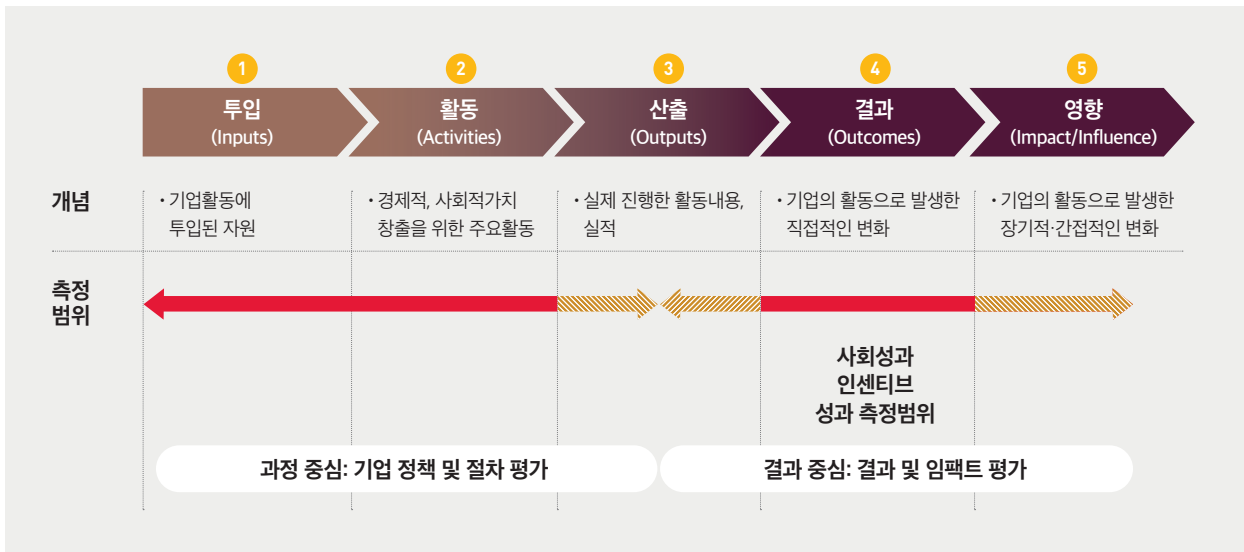 1
2
3
4
5
투입
(Inputs)
활동
(Activities)
산출
(Outputs)
결과
(Outcomes)
영향
(Impact/Influence)
개념
· 기업활동에
투입된 자원
· 경제적, 사회적가치
창출을 위한 주요활동
· 실제 진행한 활동내용,
실적
· 기업의 활동으로 발생한
직접적인 변화
· 기업의 활동으로 발생한
장기적·간접적인 변화
측정
범위
사회성과
인센티브
성과 측정범위
과정 중심: 기업 정책 및 절차 평가
결과 중심: 결과 및 임팩트 평가